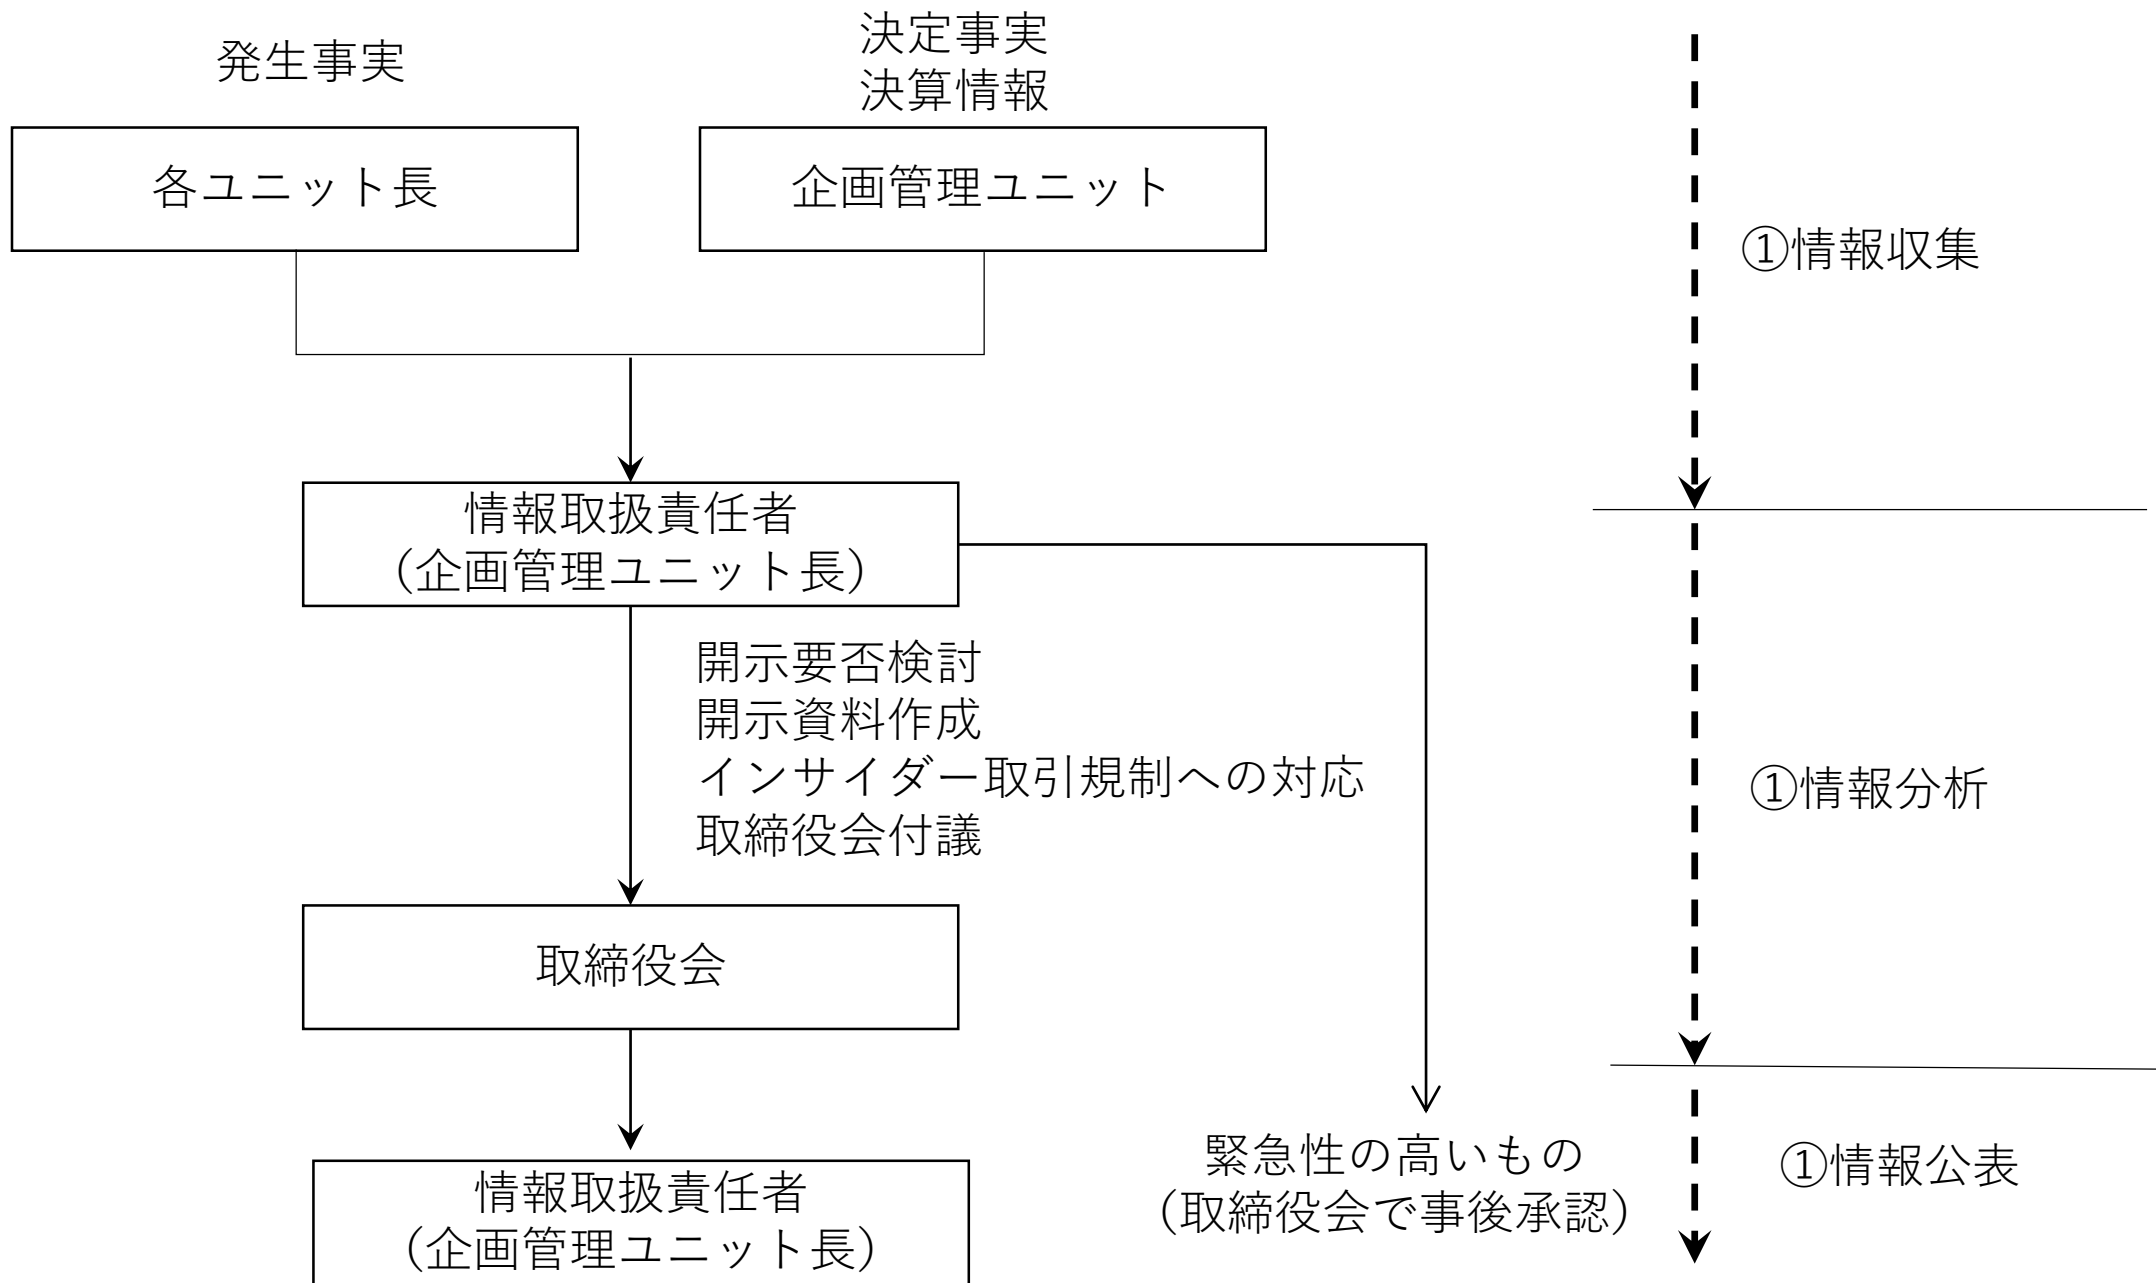 発生事実
決定事実
決算情報
各ユニット長
企画管理ユニット
①情報収集
情報取扱責任者
（企画管理ユニット長）
開示要否検討
開示資料作成
インサイダー取引規制への対応
取締役会付議
①情報分析
取締役会
緊急性の高いもの
（取締役会で事後承認）
①情報公表
情報取扱責任者
（企画管理ユニット長）